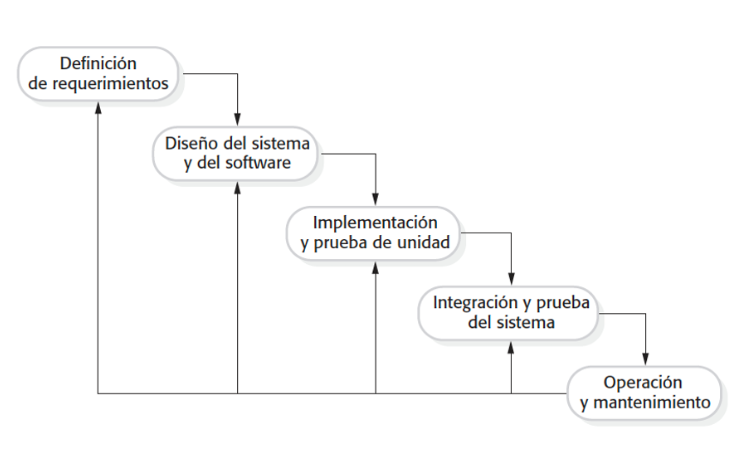 Definición
de requerimientos
Diseño del sistema
y del software
Implementación
y prueba de unidad
Integración y prueba
del sistema
Operación
y mantenimiento